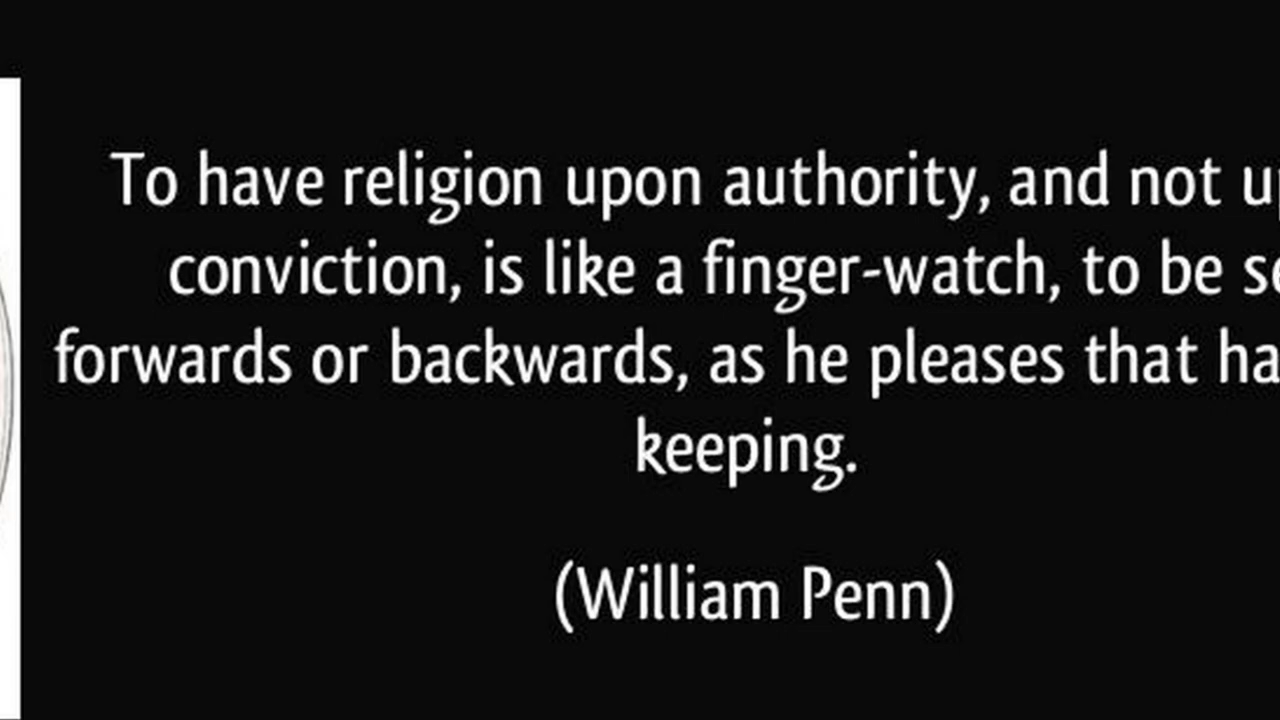 To have religion upon authority, and not
conviction, is like a finger-watch, to be
forwards or backwards, as he pleases that
keeping.
(William Penn)